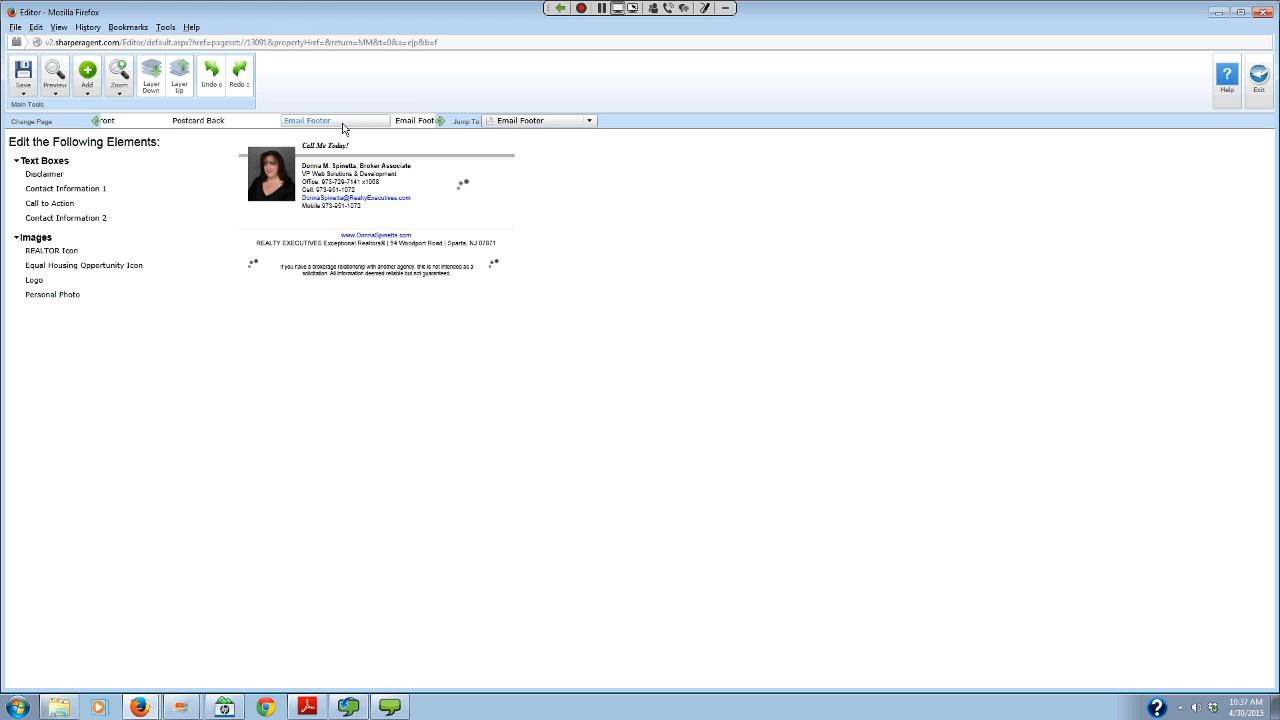 Editor - Mozilla Firefox
File Edit View History Bookmarks Tools Help
v2.sharperagent.com/Editor/default.aspx?href=pageset://13091&propertyHref=&return=MM&t=0&a=e|p&b=f
Save Preview Add Zoom Layer Down Layer Up Undo 0 Redo 0 Help Exit
Main Tools
Change Page ront Postcard Back Email Footer Email Foot Jump To Email Footer
Edit the Following Elements:
Text Boxes
Disclaimer
Contact Information 1
Call to Action
Contact Information 2
Images
REALTOR Icon
Equal Housing Opportunity Icon
Logo
Personal Photo
Call Me Today!
Donna M. Spinetta, Broker Associate
VP Web Solutions & Development
Office: 973-729-7141 x1008
Cell: 973-951-1072
DonnaSpinetta@RealtyExecutives.com
Mobile:973-951-1072
www.DonnaSpinetta.com
REALTY EXECUTIVES Exceptional Realtors® | 54 Woodport Road | Sparta, NJ 07871
If you have a brokerage relationship with another agency, this is not intended as a
solicitation. All information deemed reliable but not guaranteed.
10:37 AM
4/30/2015